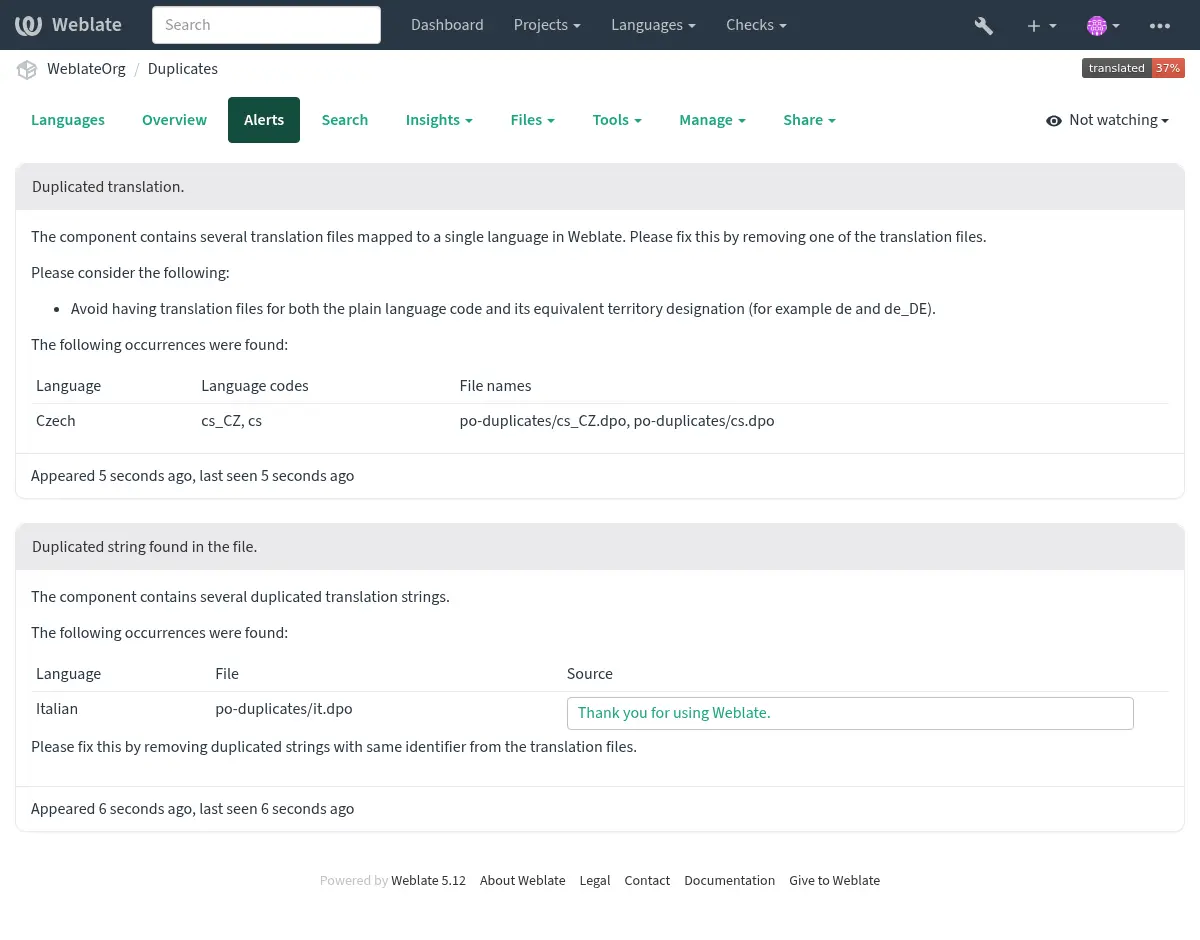 Weblate Search Dashboard Projects Languages Checks
WeblateOrg / Duplicates translated 37%
Languages Overview Alerts Search Insights Files Tools Manage Share Not watching
Duplicated translation.
The component contains several translation files mapped to a single language in Weblate. Please fix this by removing one of the translation files.
Please consider the following:
• Avoid having translation files for both the plain language code and its equivalent territory designation (for example de and de_DE).
The following occurrences were found:
Language Language codes File names
Czech cs_CZ, cs po-duplicates/cs_CZ.dpo, po-duplicates/cs.dpo
Appeared 5 seconds ago, last seen 5 seconds ago
Duplicated string found in the file.
The component contains several duplicated translation strings.
The following occurrences were found:
Language File Source
Italian po-duplicates/it.dpo Thank you for using Weblate.
Please fix this by removing duplicated strings with same identifier from the translation files.
Appeared 6 seconds ago, last seen 6 seconds ago
Powered by Weblate 5.12 About Weblate Legal Contact Documentation Give to Weblate